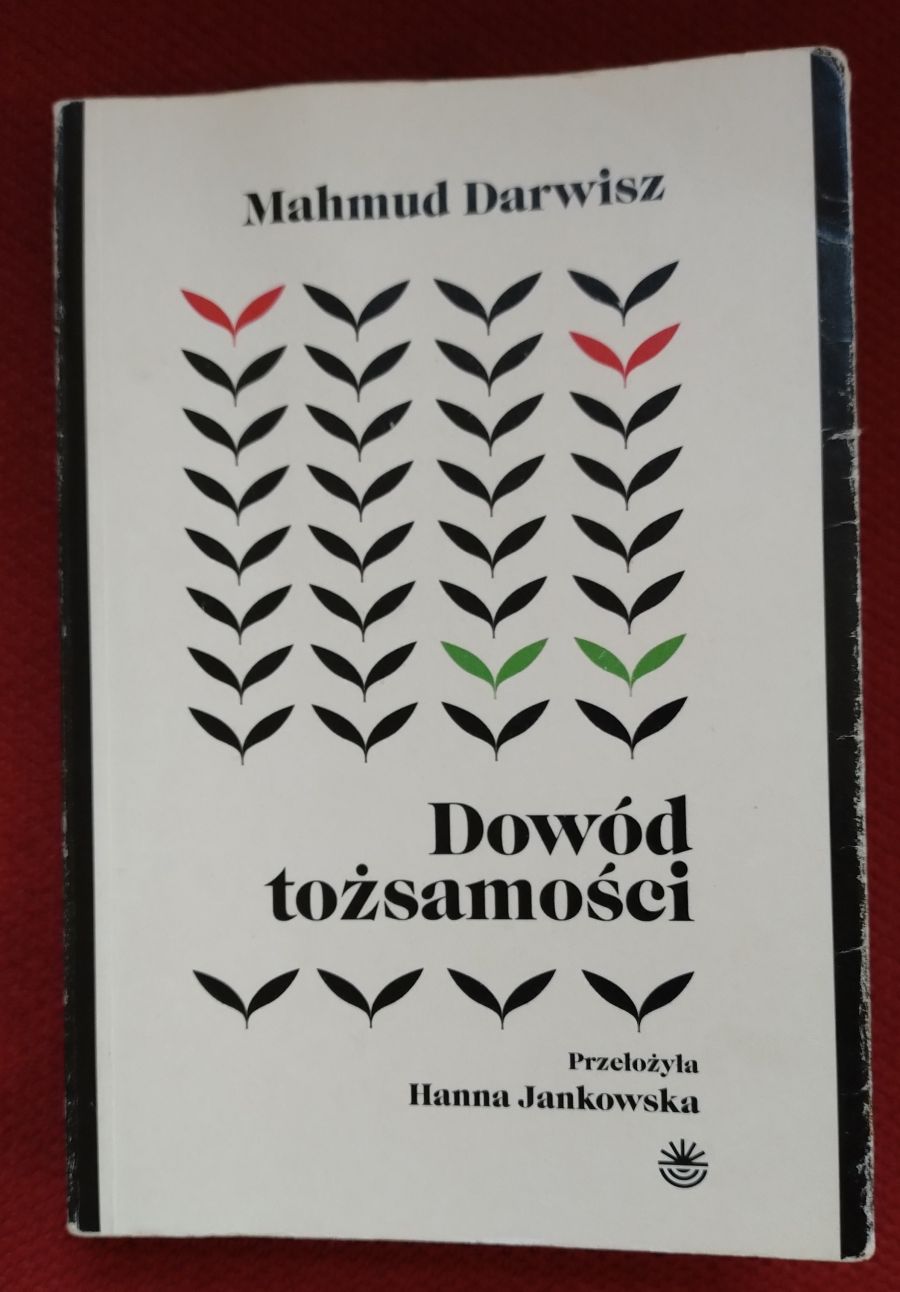 Mahmud Darwisz
Dowód
tożsamości
Przełożyła
Hanna Jankowska